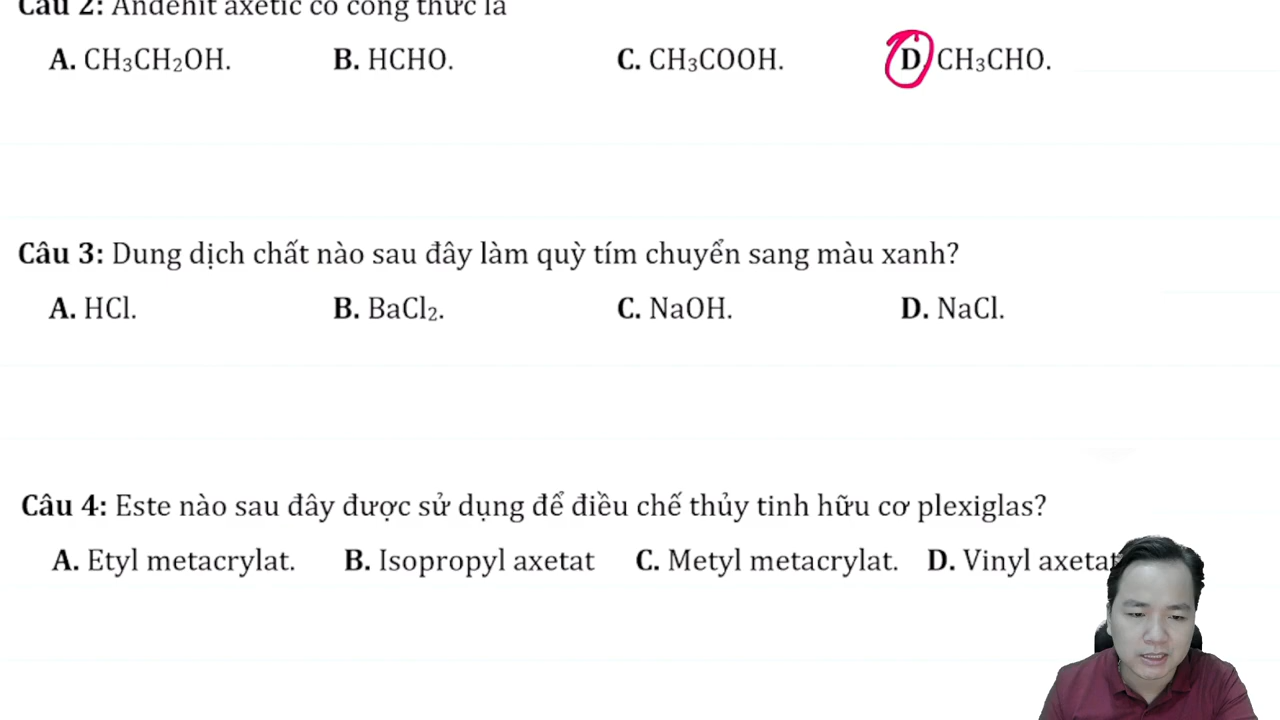 Câu 2: Anđehit axetic có công thức là
A. CH₃CH₂OH. B. HCHO. C. CH₃COOH. D. CH₃CHO.
Câu 3: Dung dịch chất nào sau đây làm quỳ tím chuyển sang màu xanh?
A. HCl. B. BaCl₂. C. NaOH. D. NaCl.
Câu 4: Este nào sau đây được sử dụng để điều chế thủy tinh hữu cơ plexiglas?
A. Etyl metacrylat. B. Isopropyl axetat C. Metyl metacrylat. D. Vinyl axetat